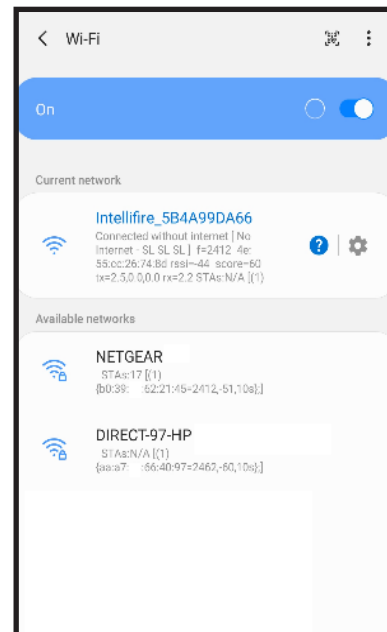 Wi-Fi
On
Current network
Intellifire_5B4A99DA66
Connected without internet [ No
Internet - SL SL SL ] f=2412 4e:
55:cc:26:74:8d rssi=-44 score=60
tx=2.5,0.0,0.0 rx=2.2 STAs:N/A [(1)
Available networks
NETGEAR
STAs:17 [(1)
{b0:39: :62:21:45=2412,-51,10s};]
DIRECT-97-HP
STAs:N/A [(1)
{aa:a7: :66:40:97=2462,-60,10s};]